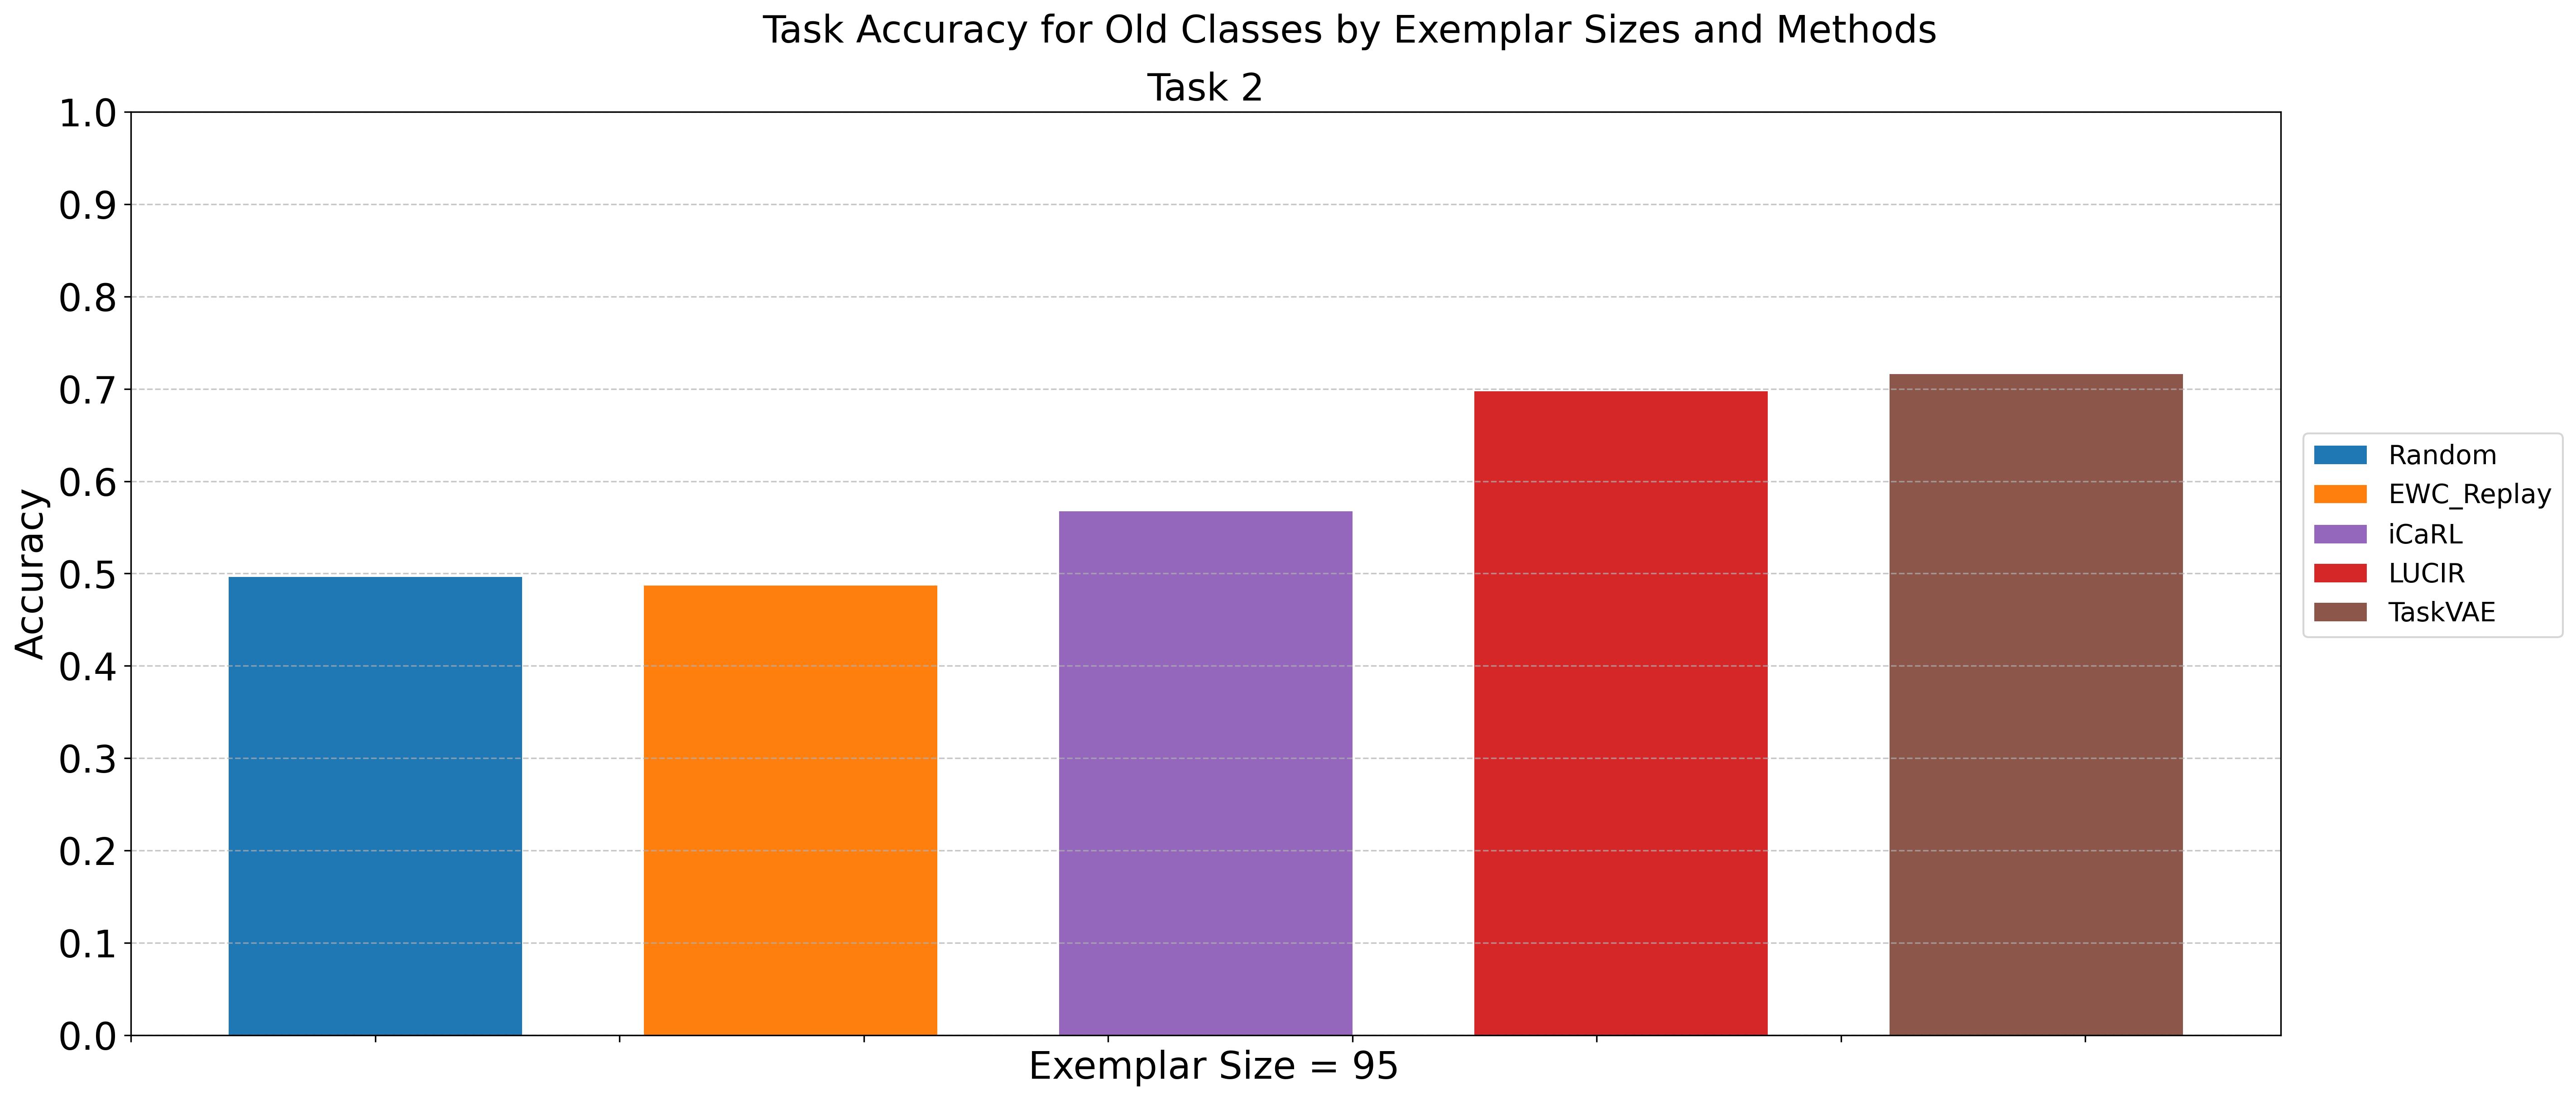 Task Accuracy for Old Classes by Exemplar Sizes and Methods
Task 2
1.0
0.9
0.8
0.7
0.6
0.5
0.4
0.3
0.2
0.1
0.0
Accuracy
Exemplar Size = 95
Random
EWC_Replay
iCaRL
LUCIR
TaskVAE